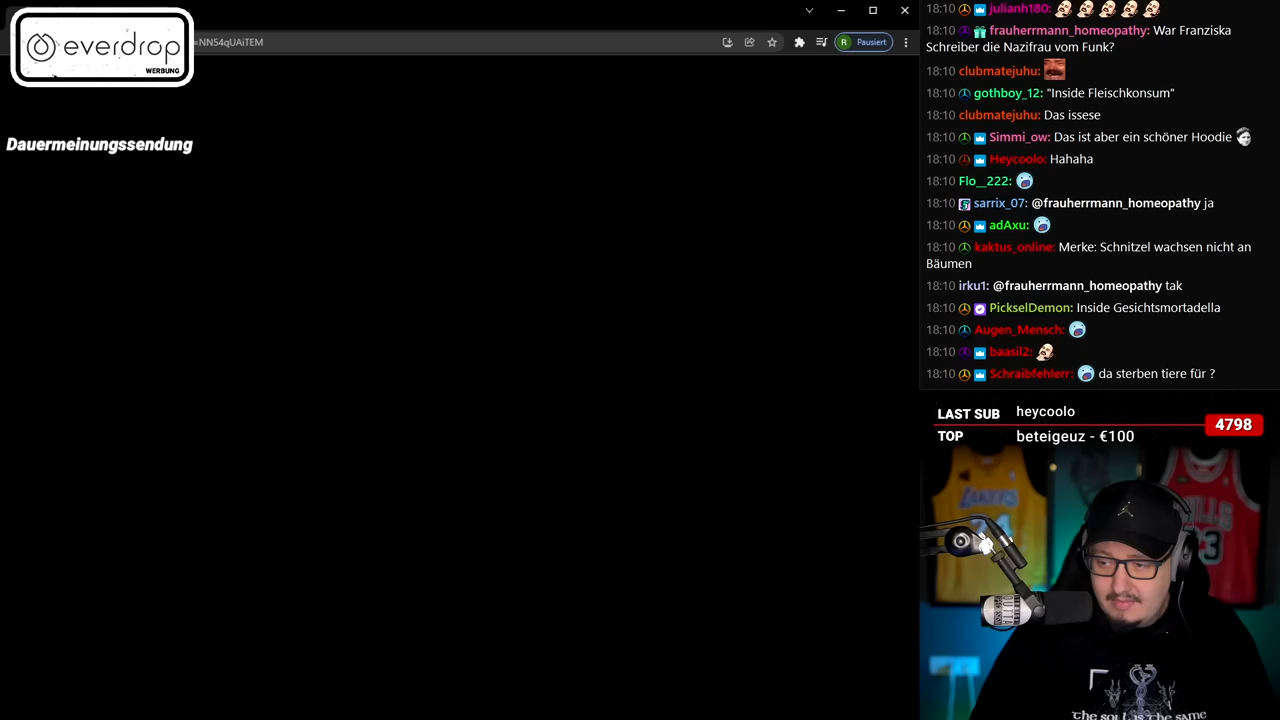 everdrop
WERBUNG
=NN54qUAiTEM
R Pausiert
Dauermeinungssendung
18:10 julianh180:
18:10 frauherrmann_homeopathy: War Franziska
Schreiber die Nazifrau vom Funk?
18:10 clubmatejuhu:
18:10 gothboy_12: "Inside Fleischkonsum"
18:10 clubmatejuhu: Das issese
18:10 Simmi_ow: Das ist aber ein schöner Hoodie
18:10 Heycoolo: Hahaha
18:10 Flo__222:
18:10 sarrix_07: @frauherrmann_homeopathy ja
18:10 adAxu:
18:10 kaktus_online: Merke: Schnitzel wachsen nicht an
Bäumen
18:10 irku1: @frauherrmann_homeopathy tak
18:10 PickselDemon: Inside Gesichtsmortadella
18:10 Augen_Mensch:
18:10 baasil2:
18:10 Schraibfehlerr: da sterben tiere für ?
LAST SUB heycoolo
4798
TOP beteigeuz - €100
LAKERS
The soul is the same